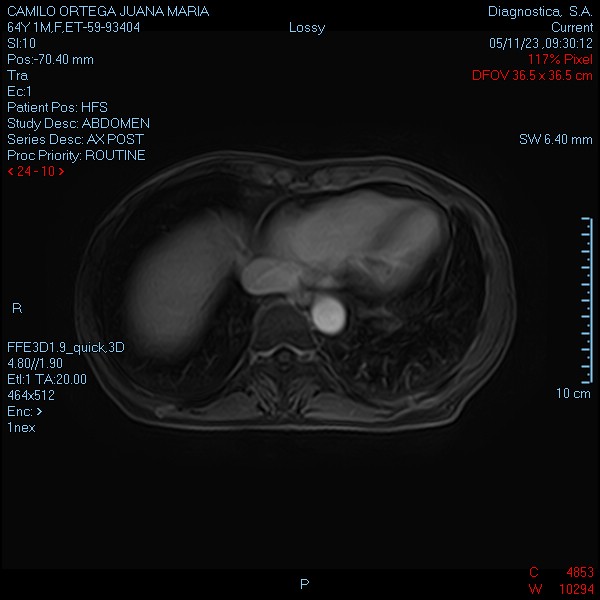 CAMILO ORTEGA JUANA MARIA
64Y 1M,F,ET-59-93404
Sl:10
Pos:-70.40 mm
Tra
Ec:1
Patient Pos: HFS
Study Desc: ABDOMEN
Series Desc: AX POST
Proc Priority: ROUTINE
< 24 - 10 >
Lossy
Diagnostica, S.A.
Current
05/11/23 ,09:30:12
117% Pixel
DFOV 36.5 x 36.5 cm
SW 6.40 mm
R
FFE3D1.9_quick,3D
4.80//1.90
Etl:1 TA:20.00
464x512
Enc: >
1nex
10 cm
P
C 4853
W 10294